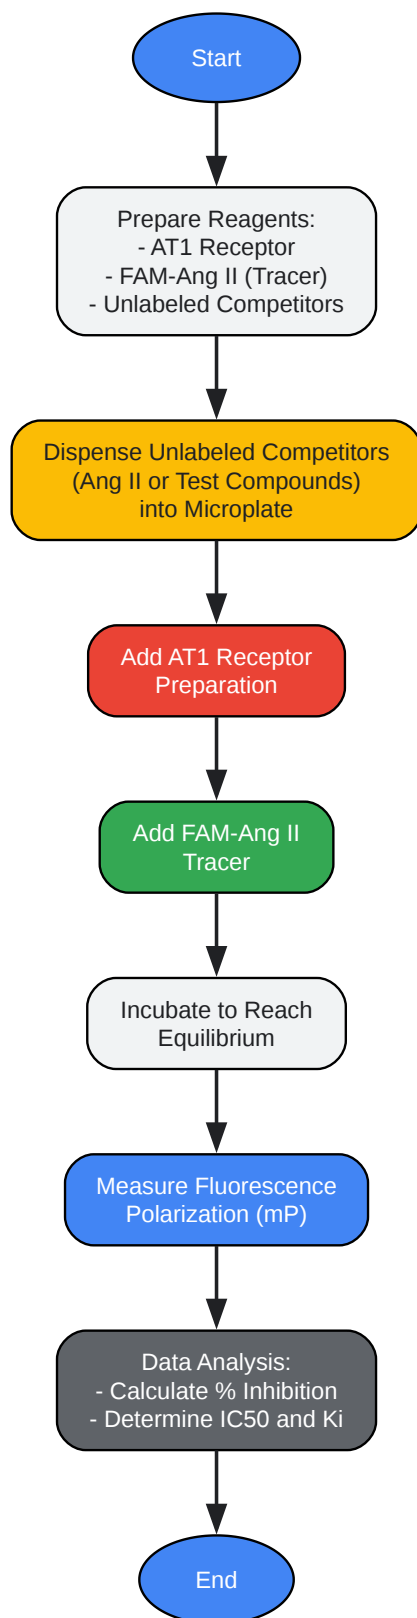 Start
Prepare Reagents:
- AT1 Receptor
- FAM-Ang II (Tracer)
- Unlabeled Competitors
Dispense Unlabeled Competitors
(Ang II or Test Compounds)
into Microplate
Add AT1 Receptor
Preparation
Add FAM-Ang II
Tracer
Incubate to Reach
Equilibrium
Measure Fluorescence
Polarization (mP)
Data Analysis:
- Calculate % Inhibition
- Determine IC50 and Ki
End